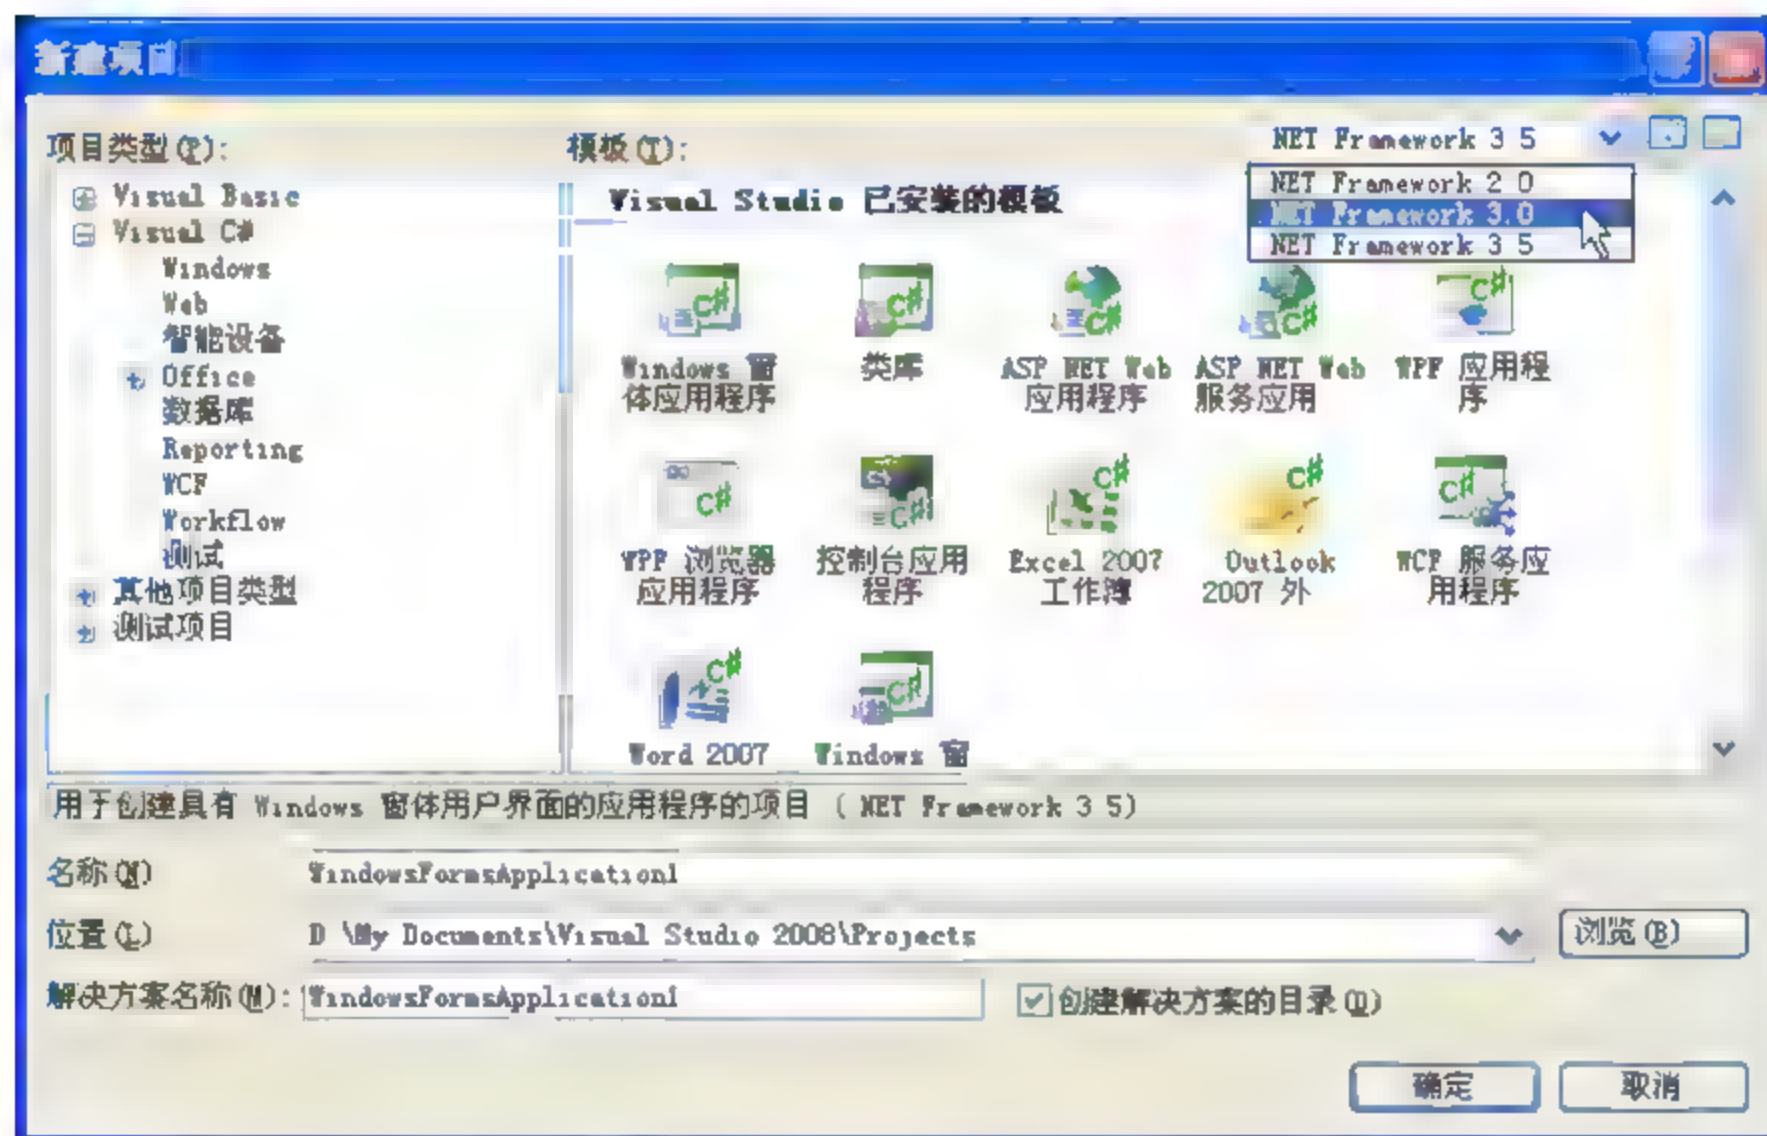 新建项目
项目类型(P):
模板(T):
NET Framework 3 5
NET Framework 2 0
NET Framework 3.0
NET Framework 3 5
Visual Basic
Visual C#
Windows
Web
智能设备
Office
数据库
Reporting
WCF
Workflow
测试
其他项目类型
测试项目
Visual Studio 已安装的模板
Windows 窗
体应用程序
类库
ASP NET Web
应用程序
ASP NET Web
服务应用
WPF 应用程
序
WPF 浏览器
应用程序
控制台应用
程序
Excel 2007
工作簿
Outlook
2007 外
WCF 服务应
用程序
Word 2007
Windows 窗
用于创建具有 Windows 窗体用户界面的应用程序的项目 ( NET Framework 3 5)
名称(N)
WindowsFormsApplication1
位置(L)
D \My Documents\Visual Studio 2008\Projects
浏览(B)
解决方案名称(M):
WindowsFormsApplication1
创建解决方案的目录(D)
确定
取消